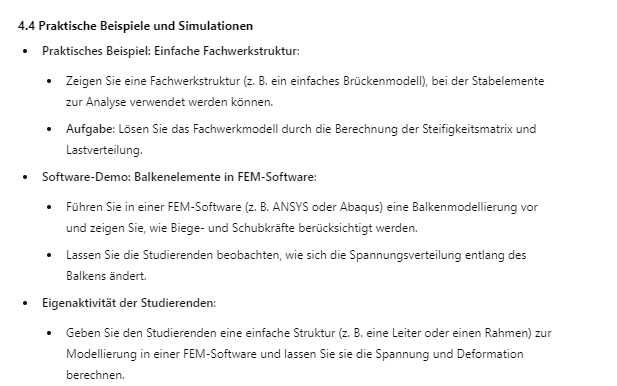 4.4 Praktische Beispiele und Simulationen
• Praktisches Beispiel: Einfache Fachwerkstruktur:
• Zeigen Sie eine Fachwerkstruktur (z. B. ein einfaches Brückenmodell), bei der Stabelemente
zur Analyse verwendet werden können.
• Aufgabe: Lösen Sie das Fachwerkmodell durch die Berechnung der Steifigkeitsmatrix und
Lastverteilung.
• Software-Demo: Balkenelemente in FEM-Software:
• Führen Sie in einer FEM-Software (z. B. ANSYS oder Abaqus) eine Balkenmodellierung vor
und zeigen Sie, wie Biege- und Schubkräfte berücksichtigt werden.
• Lassen Sie die Studierenden beobachten, wie sich die Spannungsverteilung entlang des
Balkens ändert.
• Eigenaktivität der Studierenden:
• Geben Sie den Studierenden eine einfache Struktur (z. B. eine Leiter oder einen Rahmen) zur
Modellierung in einer FEM-Software und lassen Sie sie die Spannung und Deformation
berechnen.